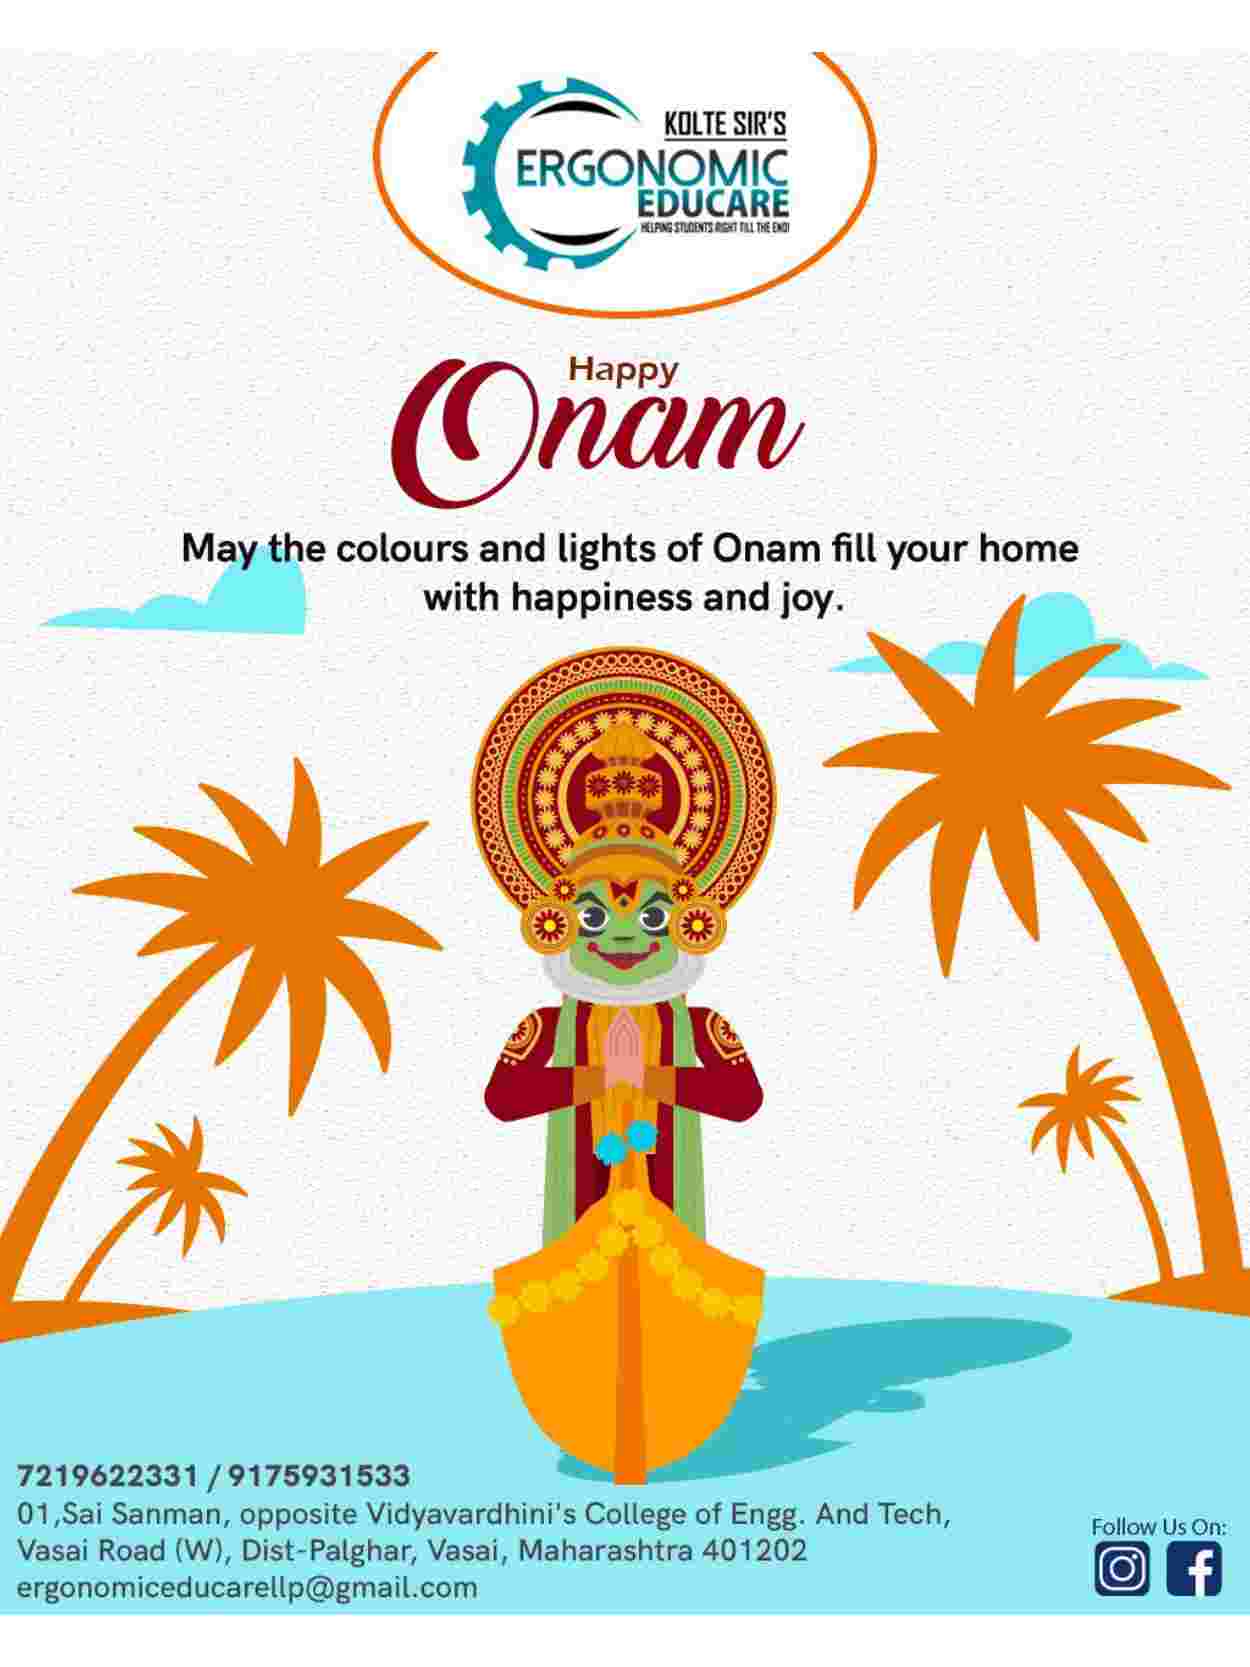 KOLTE SIR'S
ERGONOMIC
EDUCARE
HELPING STUDENTS RIGHT TILL THE END!
Happy
Onam
May the colours and lights of Onam fill your home
with happiness and joy.
7219622331 / 9175931533
01,Sai Sanman, opposite Vidyavardhini's College of Engg. And Tech,
Vasai Road (W), Dist-Palghar, Vasai, Maharashtra 401202
ergonomiceducarellp@gmail.com
Follow Us On: